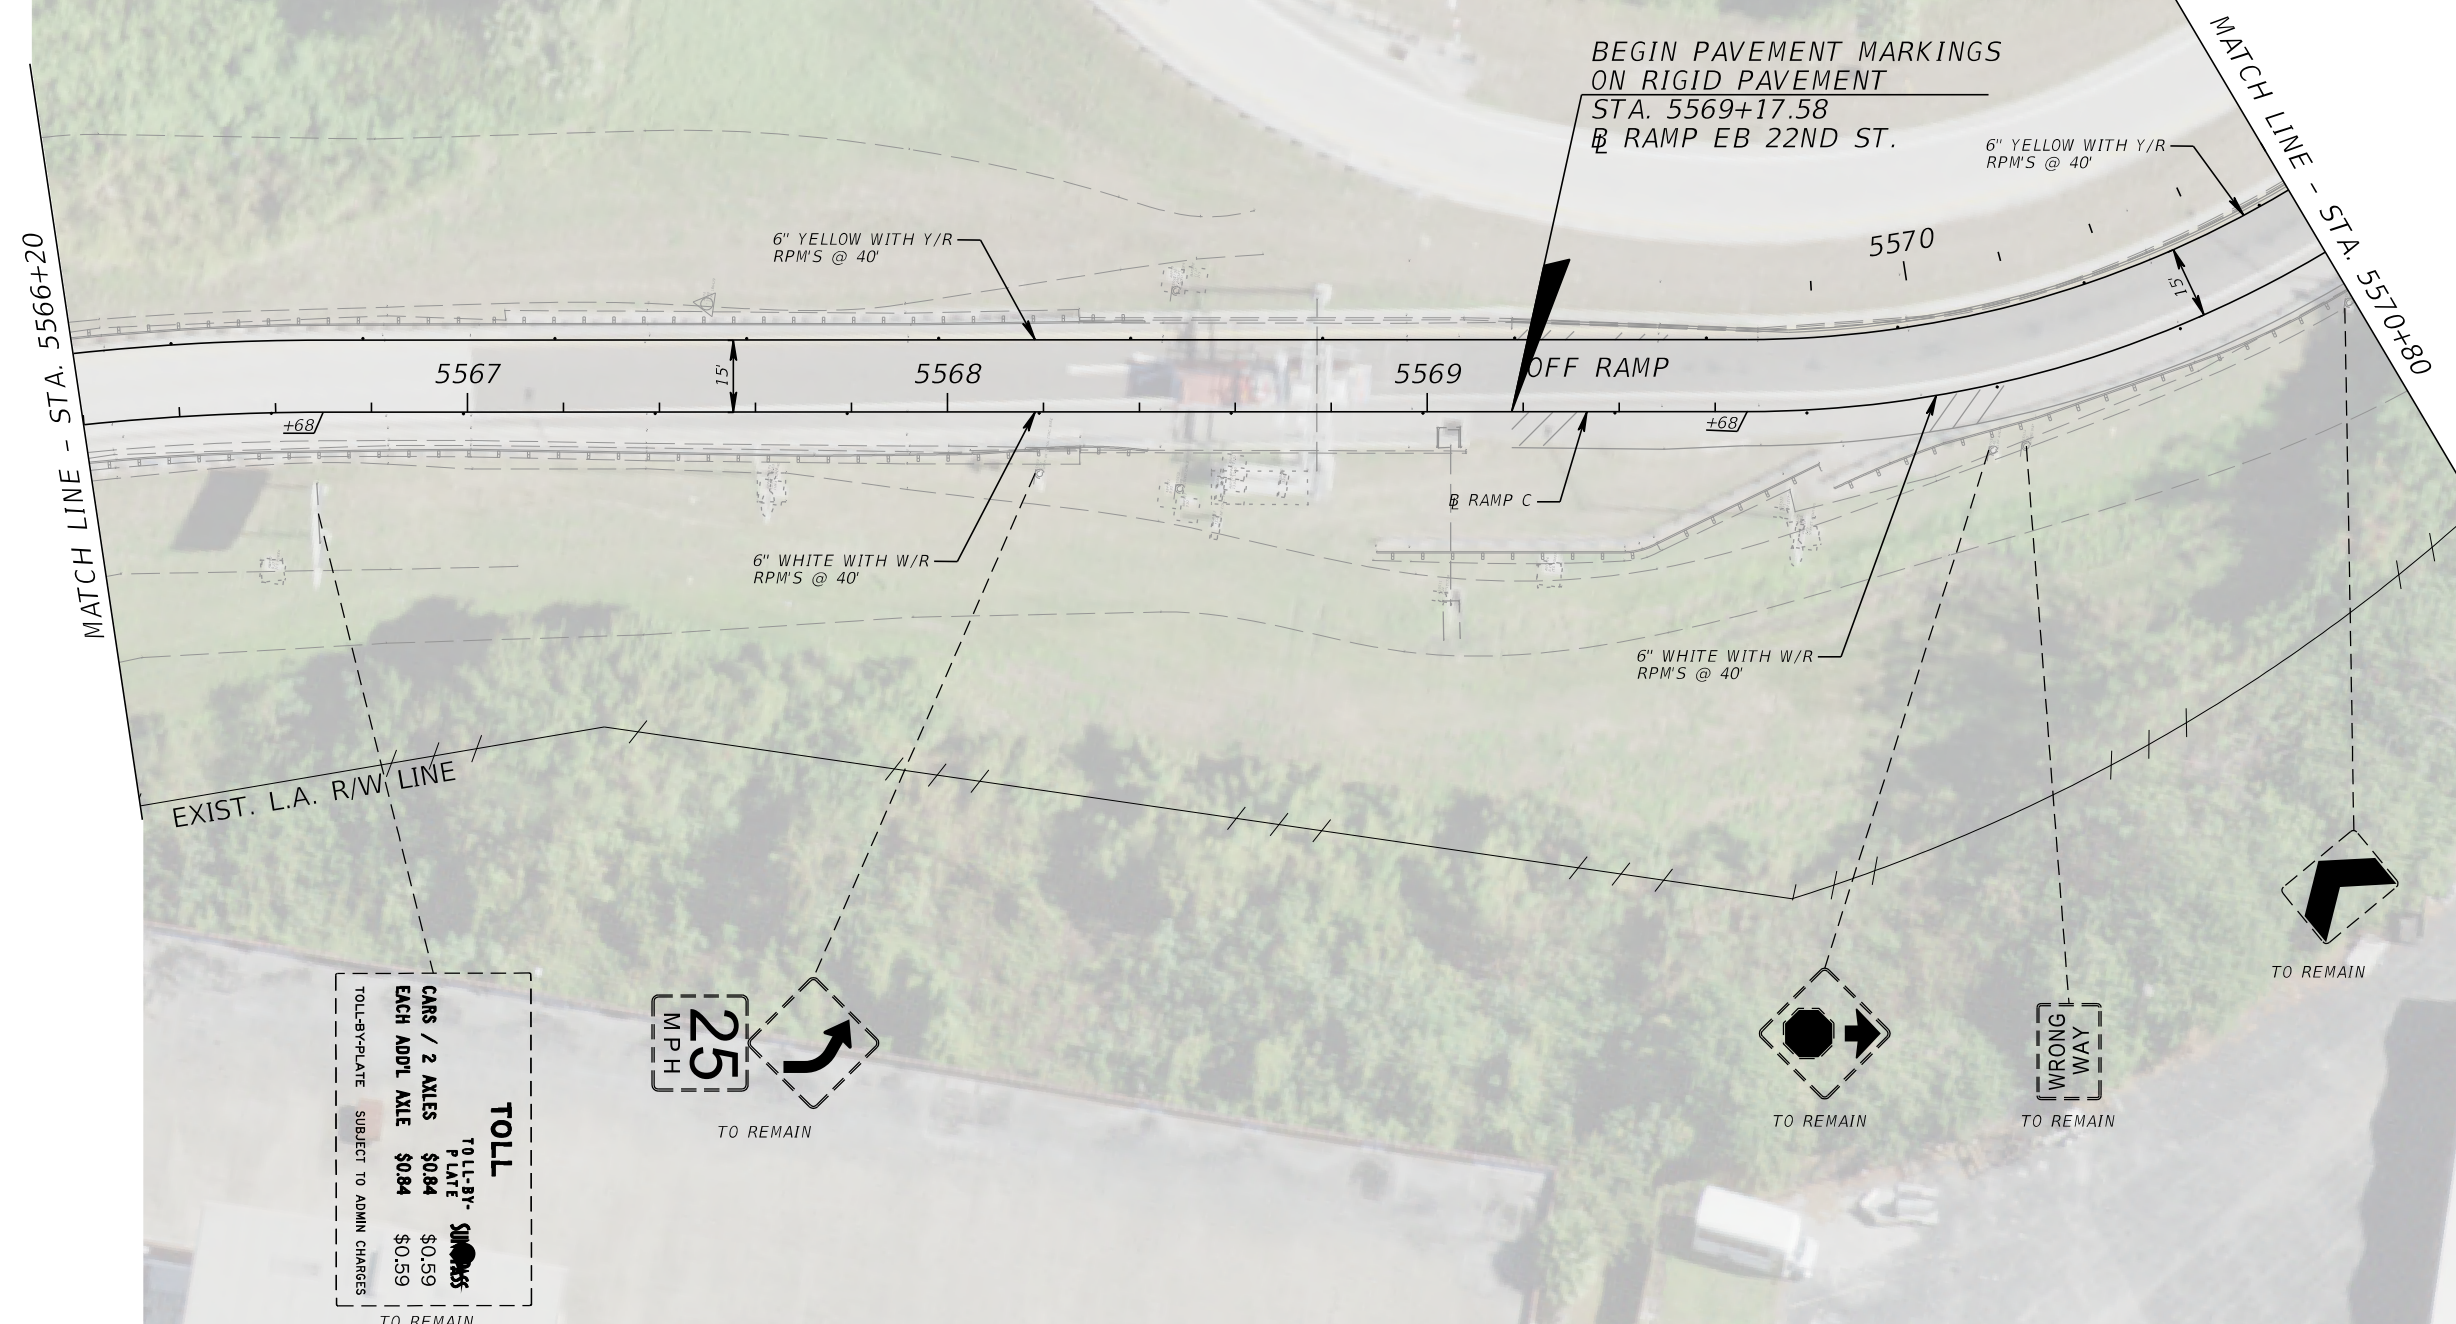 BEGIN PAVEMENT MARKINGS
ON RIGID PAVEMENT
STA. 5569+17.58
℄ RAMP EB 22ND ST.
MATCH LINE - STA. 5566+20
MATCH LINE - STA. 5570+80
6" YELLOW WITH Y/R
RPM'S @ 40'
6" YELLOW WITH Y/R
RPM'S @ 40'
5570
15'
5567
15'
5568
5569
OFF RAMP
+68
+68
℄ RAMP C
6" WHITE WITH W/R
RPM'S @ 40'
6" WHITE WITH W/R
RPM'S @ 40'
EXIST. L.A. R/W LINE
TOLL
TOLL-BY-
PLATE
SUNPASS
CARS / 2 AXLES $0.84 $0.59
EACH ADD'L AXLE $0.84 $0.59
TOLL-BY-PLATE SUBJECT TO ADMIN CHARGES
TO REMAIN
25
MPH
TO REMAIN
TO REMAIN
WRONG
WAY
TO REMAIN
TO REMAIN